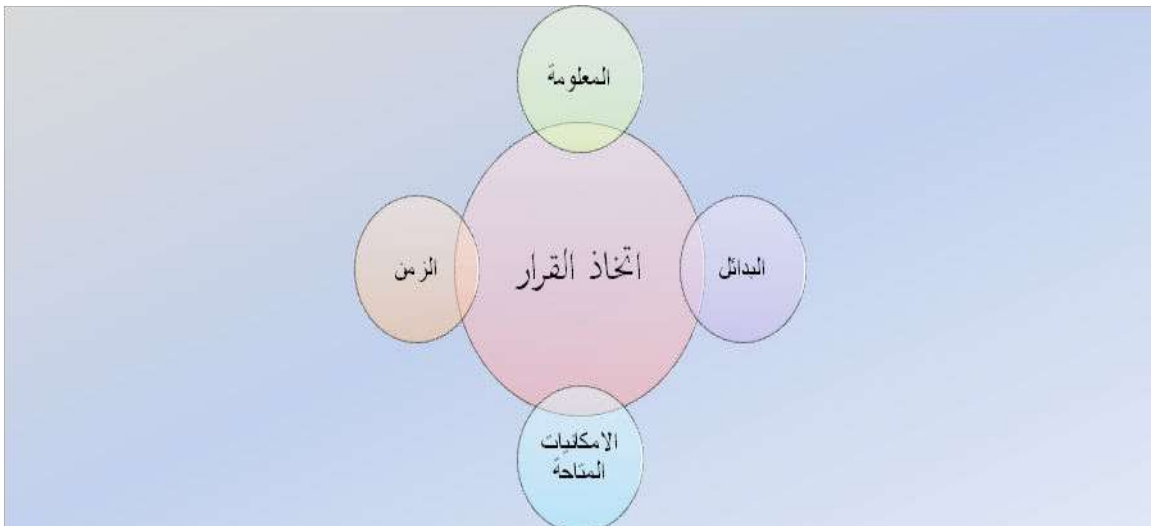 المعلومة
البدائل
اتخاذ القرار
الزمن
الامكانيات
المتاحة